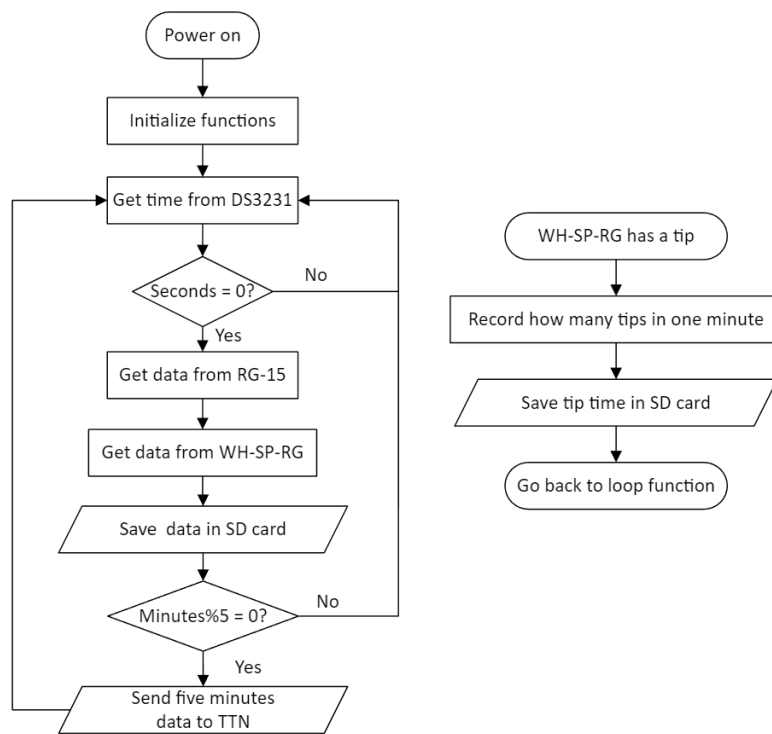 Power on
Initialize functions
Get time from DS3231
Seconds = 0?
No
Yes
Get data from RG-15
Get data from WH-SP-RG
Save data in SD card
Minutes%5 = 0?
No
Yes
Send five minutes
data to TTN
WH-SP-RG has a tip
Record how many tips in one minute
Save tip time in SD card
Go back to loop function